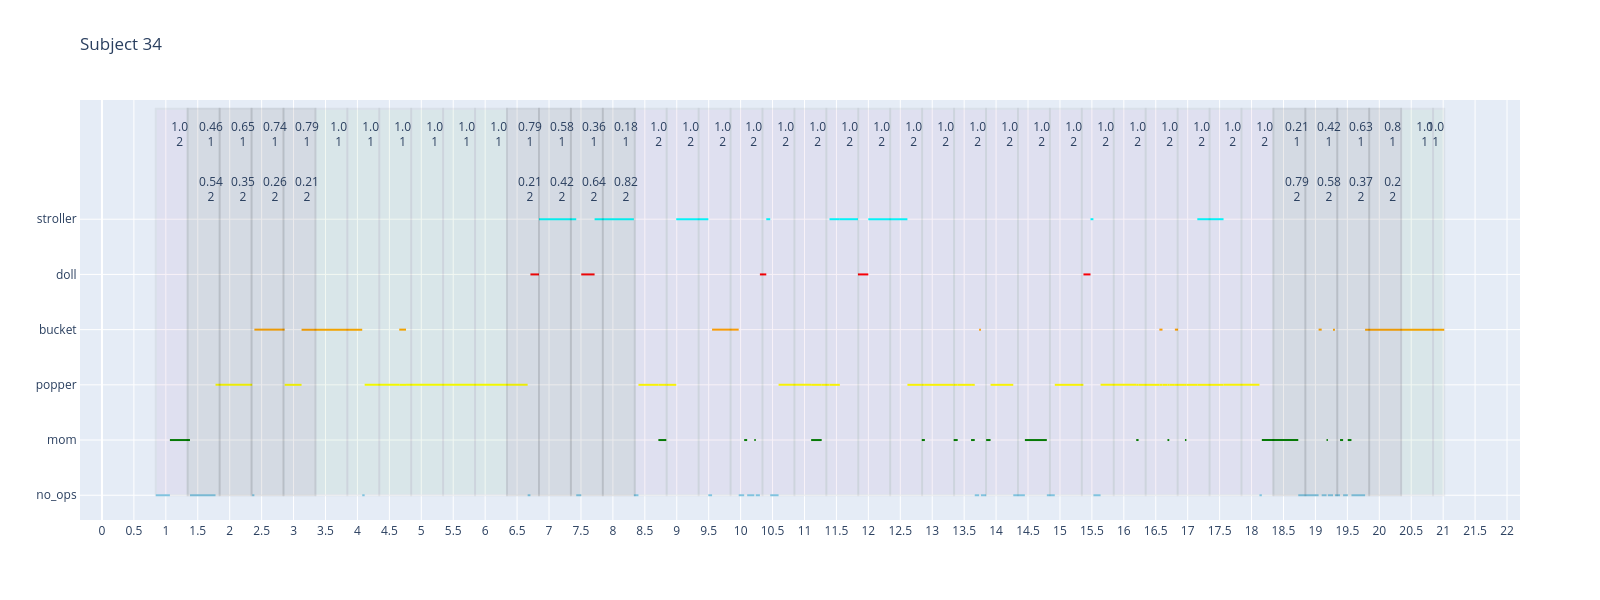 Subject 34
1.0 0.46 0.65 0.74 0.79 1.0 1.0 1.0 1.0 1.0 1.0 0.79 0.58 0.36 0.18 1.0 1.0 1.0 1.0 1.0 1.0 1.0 1.0 1.0 1.0 1.0 1.0 1.0 1.0 1.0 1.0 1.0 1.0 1.0 1.0 0.21 0.42 0.63 0.8 1.0 1.0
2 1 1 1 1 1 1 1 1 1 1 1 1 1 1 2 2 2 2 2 2 2 2 2 2 2 2 2 2 2 2 2 2 2 2 1 1 1 1 1 1
0.54 0.35 0.26 0.21 0.21 0.42 0.64 0.82 0.79 0.58 0.37 0.2
2 2 2 2 2 2 2 2 2 2 2 2
stroller
doll
bucket
popper
mom
no_ops
0 0.5 1 1.5 2 2.5 3 3.5 4 4.5 5 5.5 6 6.5 7 7.5 8 8.5 9 9.5 10 10.5 11 11.5 12 12.5 13 13.5 14 14.5 15 15.5 16 16.5 17 17.5 18 18.5 19 19.5 20 20.5 21 21.5 22